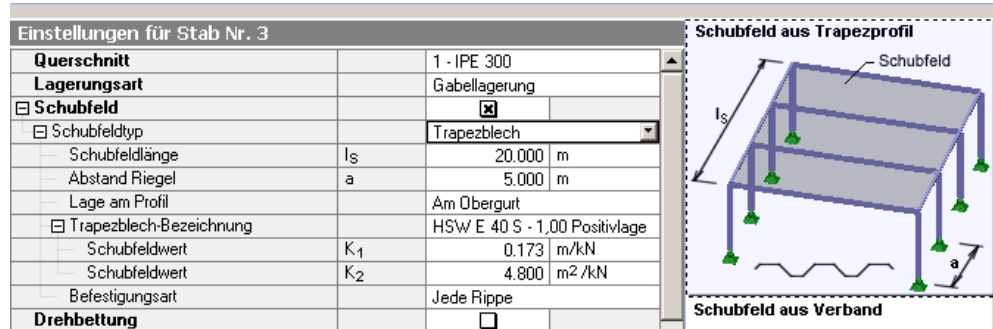 Einstellungen für Stab Nr. 3
Querschnitt 1 - IPE 300
Lagerungsart Gabellagerung
Schubfeld
Schubfeldtyp Trapezblech
Schubfeldlänge lS 20.000 m
Abstand Riegel a 5.000 m
Lage am Profil Am Obergurt
Trapezblech-Bezeichnung HSW E 40 S - 1,00 Positivlage
Schubfeldwert K1 0.173 m/kN
Schubfeldwert K2 4.800 m²/kN
Befestigungsart Jede Rippe
Drehbettung
Schubfeld aus Trapezprofil
Schubfeld
lS
a
Schubfeld aus Verband